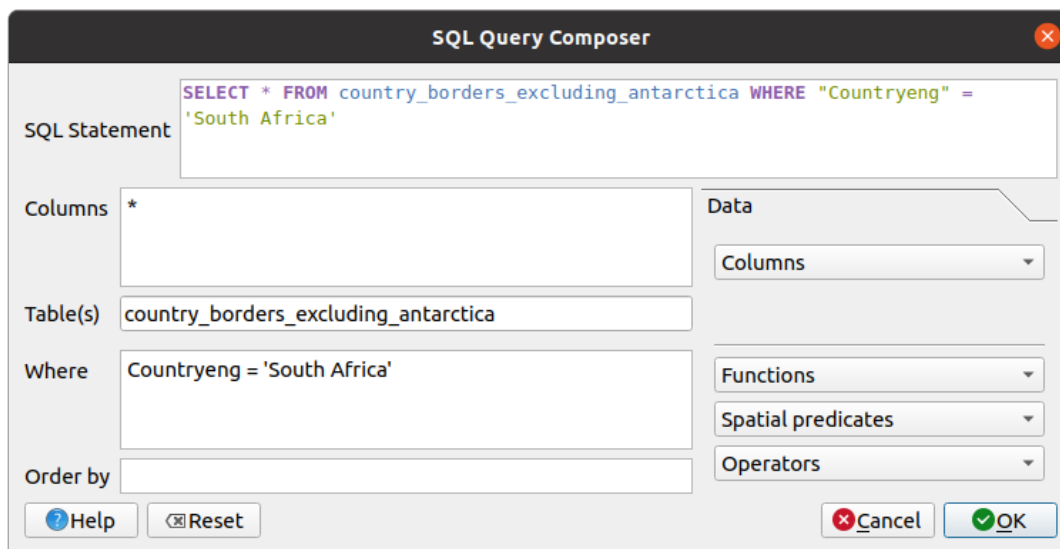 SQL Query Composer
SQL Statement
SELECT * FROM country_borders_excluding_antarctica WHERE "Countryeng" =
'South Africa'
Columns
*
Data
Columns
Table(s)
country_borders_excluding_antarctica
Where
Countryeng = 'South Africa'
Functions
Spatial predicates
Operators
Order by
Help
Reset
Cancel
OK